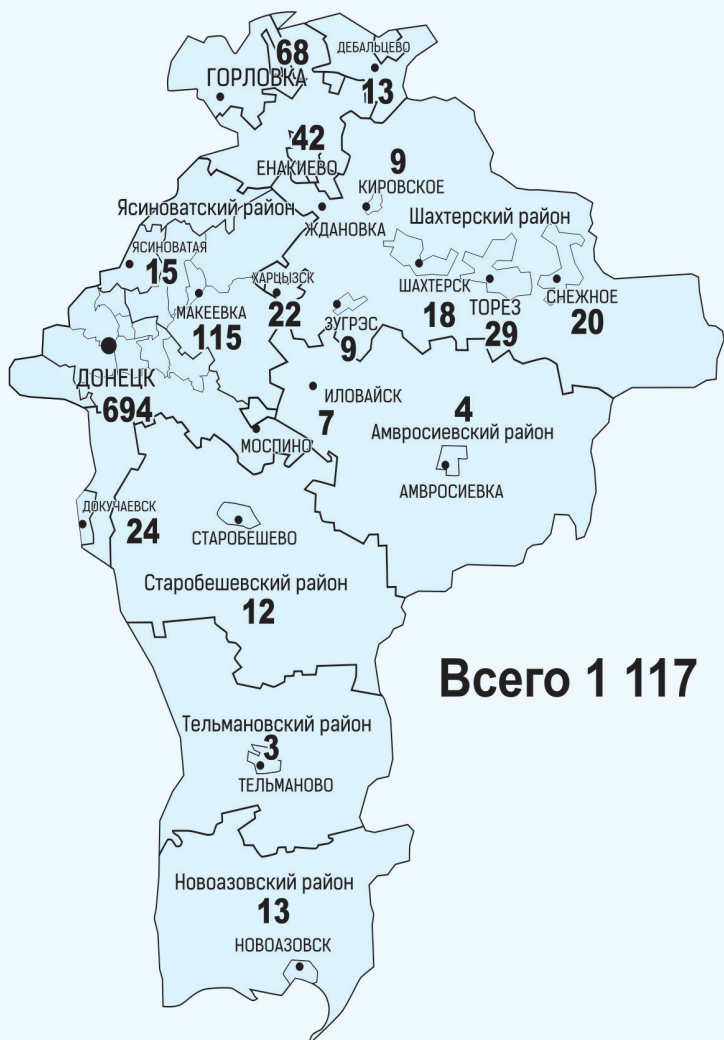 68
ДЕБАЛЬЦЕВО
ГОРЛОВКА
13
42
ЕНАКИЕВО
9
КИРОВСКОЕ
Ясиноватский район
ЖДАНОВКА
Шахтерский район
ЯСИНОВАТАЯ
15
МАКЕЕВКА
115
ХАРЦЫЗСК
22
ЗУГРЭС
9
ШАХТЕРСК
18
ТОРЕЗ
29
СНЕЖНОЕ
20
ДОНЕЦК
694
ИЛОВАЙСК
7
4
Амвросиевский район
МОСПИНО
АМВРОСИЕВКА
ДОКУЧАЕВСК
24
СТАРОБЕШЕВО
Старобешевский район
12
Всего 1 117
Тельмановский район
3
ТЕЛЬМАНОВО
Новоазовский район
13
НОВОАЗОВСК